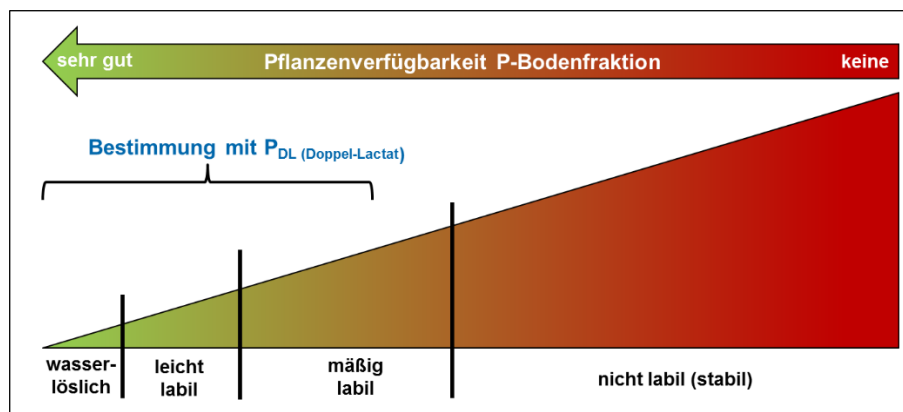 sehr gut Pflanzenverfügbarkeit P-Bodenfraktion keine
Bestimmung mit PDL (Doppel-Lactat)
wasser-
löslich
leicht
labil
mäßig
labil
nicht labil (stabil)